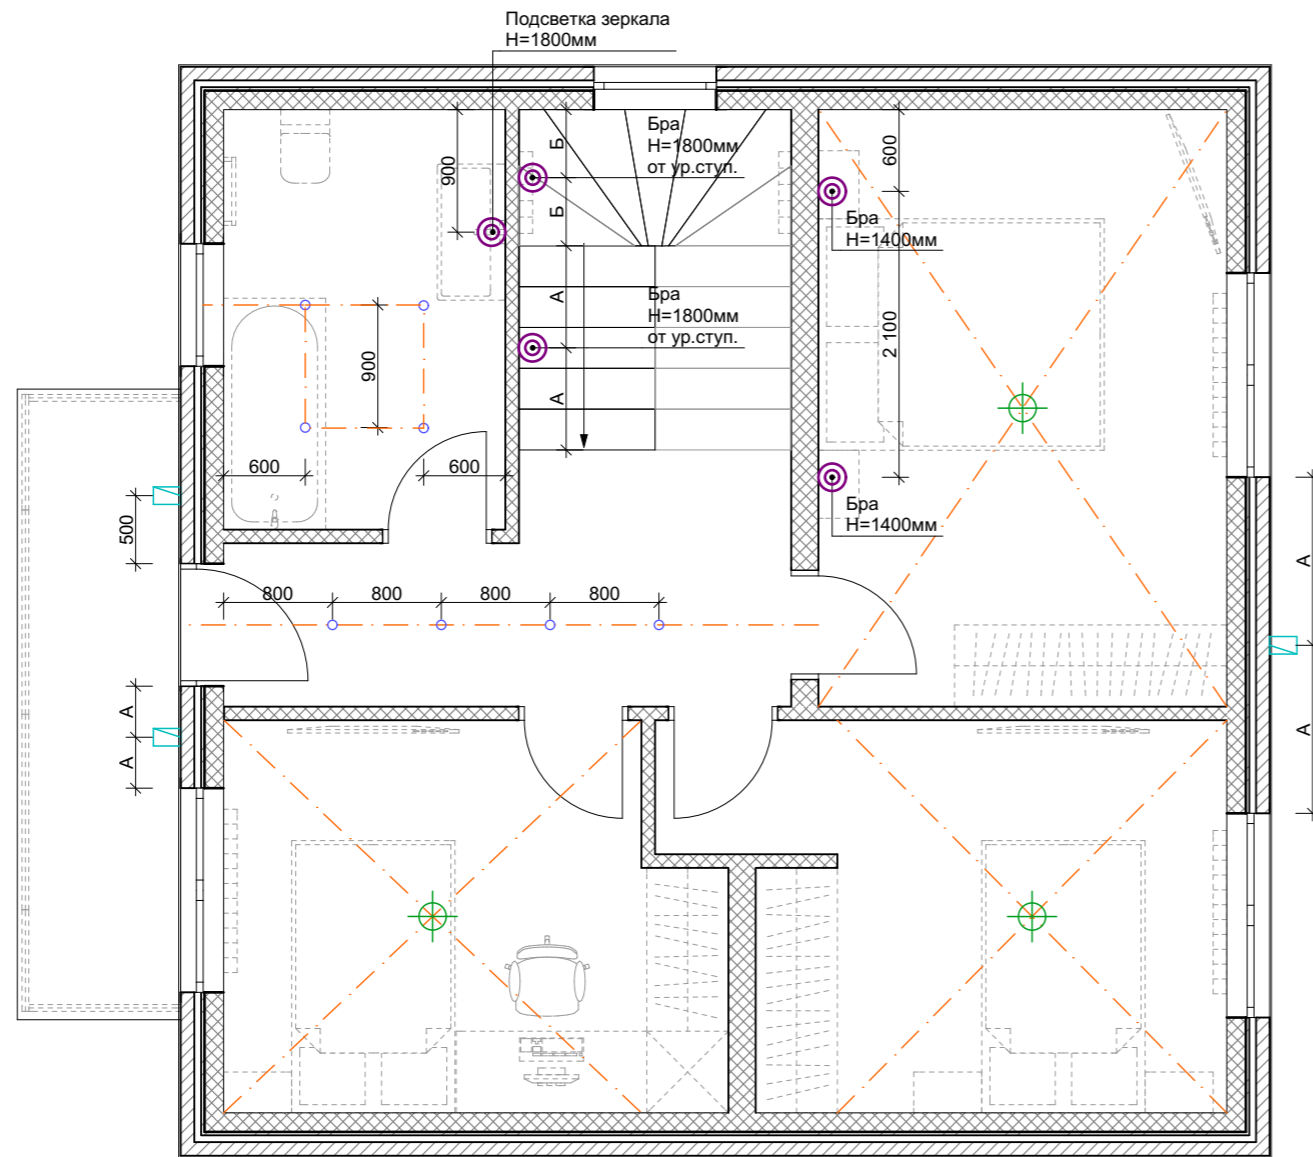 Подсветка зеркала
Н=1800мм
Бра
Н=1800мм
от ур.ступ.
Б
900
600
Б
Бра
Н=1400мм
А
Бра
Н=1800мм
от ур.ступ.
2 100
900
А
600
600
Бра
Н=1400мм
500
А
800
800
800
800
А
А
А